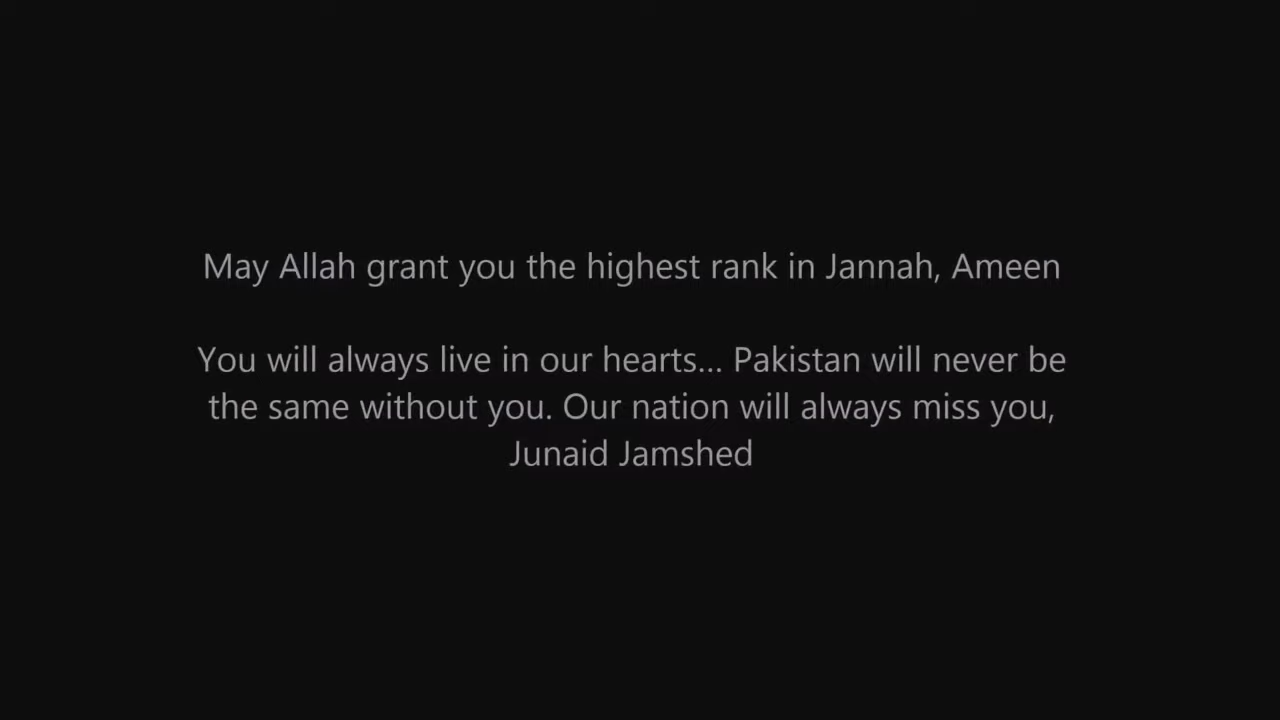 May Allah grant you the highest rank in Jannah, Ameen
You will always live in our hearts... Pakistan will never be
the same without you. Our nation will always miss you,
Junaid Jamshed